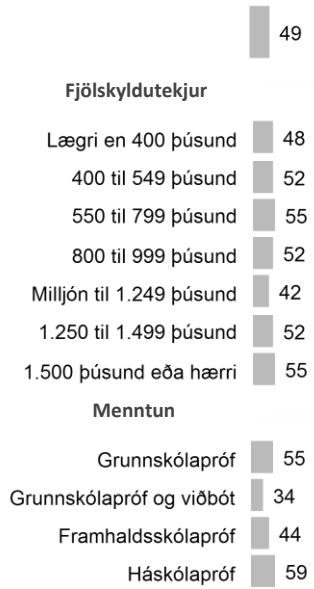 49
Fjölskyldutekjur
Lægri en 400 þúsund 48
400 til 549 þúsund 52
550 til 799 þúsund 55
800 til 999 þúsund 52
Milljón til 1.249 þúsund 42
1.250 til 1.499 þúsund 52
1.500 þúsund eða hærri 55
Menntun
Grunnskólapróf 55
Grunnskólapróf og viðbót 34
Framhaldsskólapróf 44
Háskólapróf 59